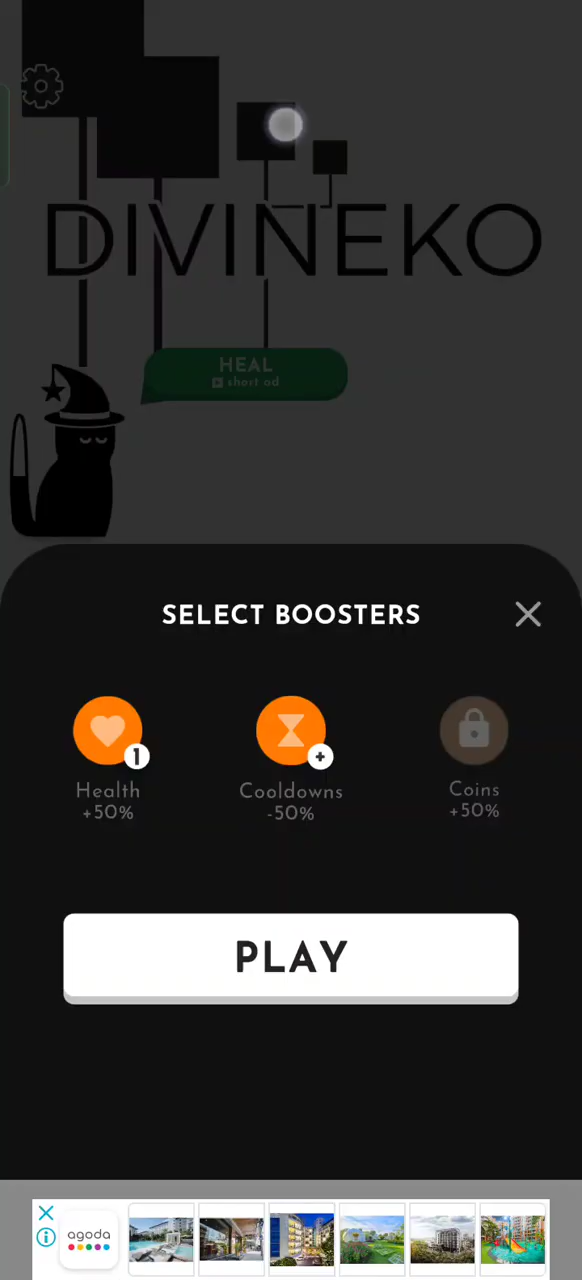 DIVINEKO
HEAL
short ad
SELECT BOOSTERS
1
+
Health
+50%
Cooldowns
-50%
Coins
+50%
PLAY
agoda